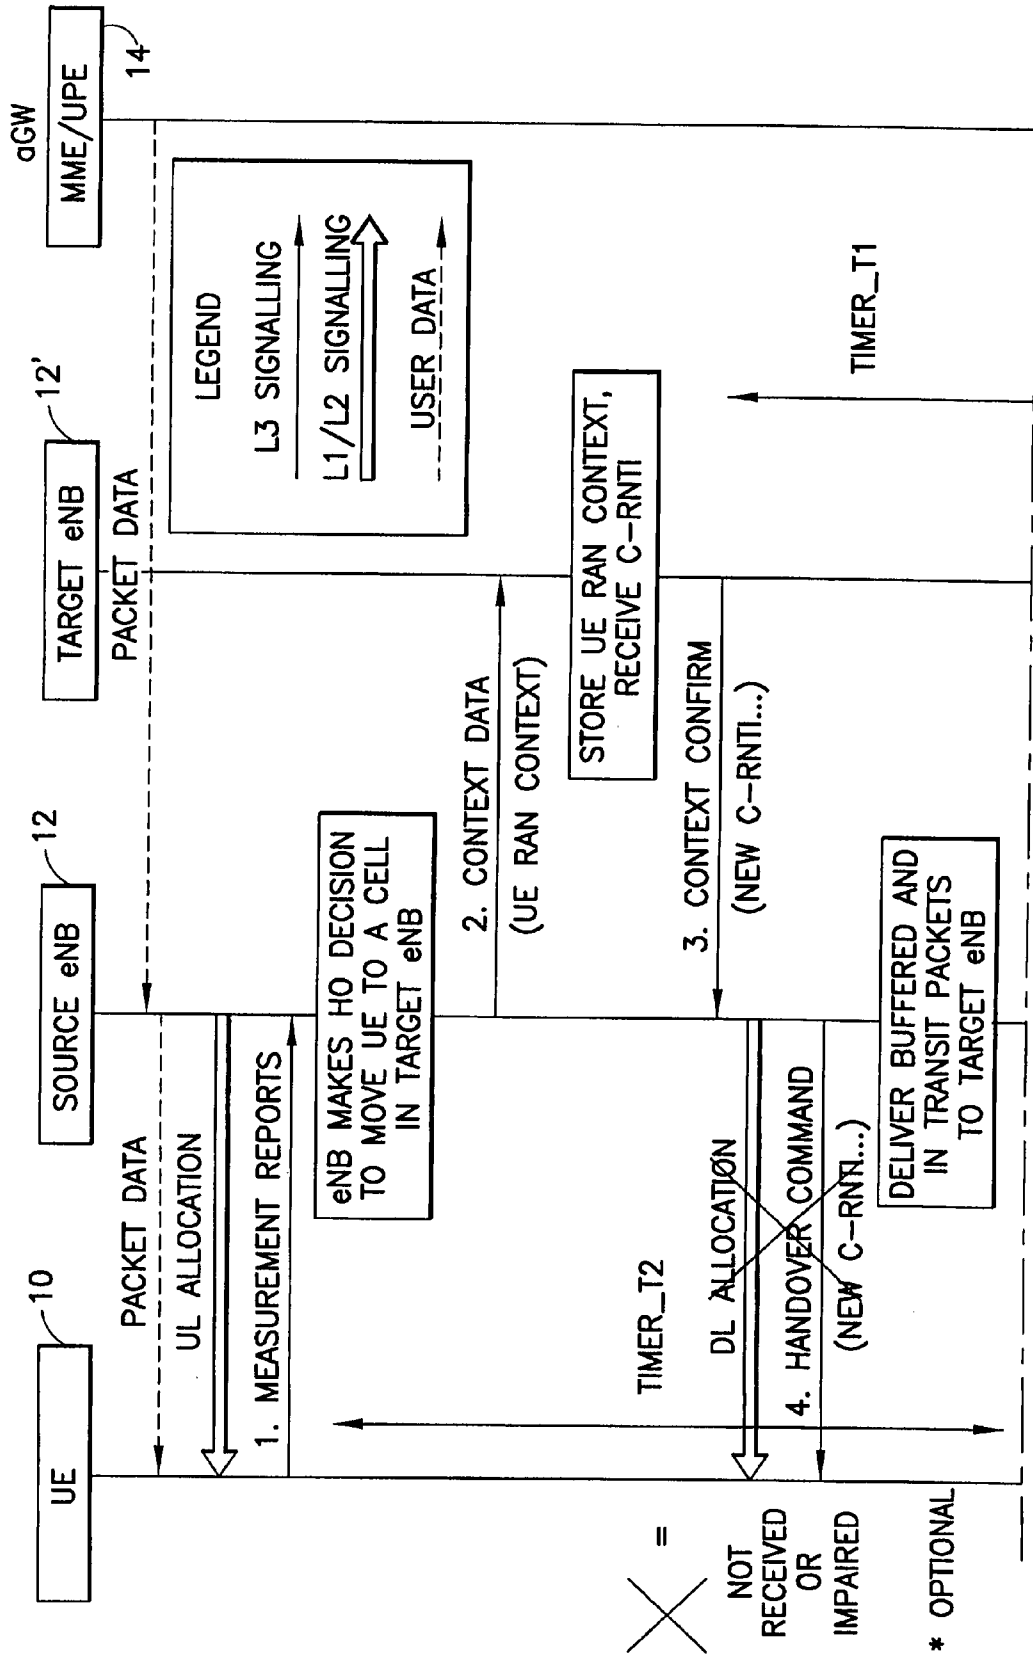 UE
10
SOURCE eNB
12
TARGET eNB
12'
aGW
MME/UPE
14
PACKET DATA
PACKET DATA
UL ALLOCATION
1. MEASUREMENT REPORTS
eNB MAKES HO DECISION
TO MOVE UE TO A CELL
IN TARGET eNB
LEGEND
L3 SIGNALLING
L1/L2 SIGNALLING
USER DATA
2. CONTEXT DATA
(UE RAN CONTEXT)
STORE UE RAN CONTEXT,
RECEIVE C-RNTI
3. CONTEXT CONFIRM
(NEW C-RNTI...)
TIMER_T1
TIMER_T2
DL ALLOCATION
4. HANDOVER COMMAND
(NEW C-RNTI...)
DELIVER BUFFERED AND
IN TRANSIT PACKETS
TO TARGET eNB
=
NOT
RECEIVED
OR
IMPAIRED
* OPTIONAL